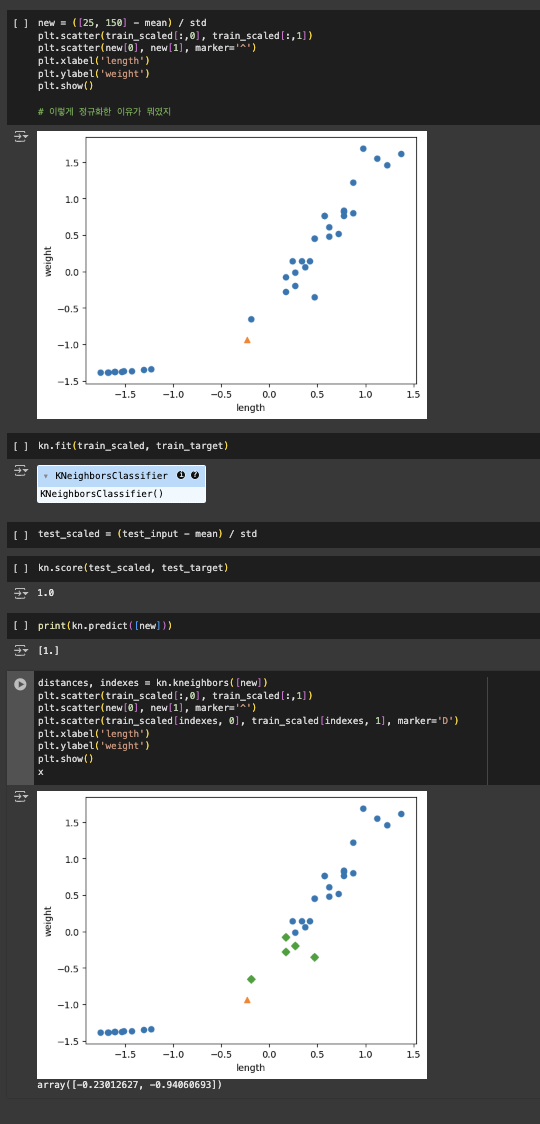 [ ] new = ([25, 150] - mean) / std
plt.scatter(train_scaled[:,0], train_scaled[:,1])
plt.scatter(new[0], new[1], marker='^')
plt.xlabel('length')
plt.ylabel('weight')
plt.show()
# 이렇게 정규화한 이유가 뭐였지
1.5
1.0
0.5
0.0
−0.5
−1.0
−1.5
weight
−1.5 −1.0 −0.5 0.0 0.5 1.0 1.5
length
[ ] kn.fit(train_scaled, train_target)
▾ KNeighborsClassifier i ?
KNeighborsClassifier()
[ ] test_scaled = (test_input - mean) / std
[ ] kn.score(test_scaled, test_target)
1.0
[ ] print(kn.predict([new]))
[1.]
distances, indexes = kn.kneighbors([new])
plt.scatter(train_scaled[:,0], train_scaled[:,1])
plt.scatter(new[0], new[1], marker='^')
plt.scatter(train_scaled[indexes, 0], train_scaled[indexes, 1], marker='D')
plt.xlabel('length')
plt.ylabel('weight')
plt.show()
x
1.5
1.0
0.5
0.0
−0.5
−1.0
−1.5
weight
−1.5 −1.0 −0.5 0.0 0.5 1.0 1.5
length
array([-0.23012627, -0.94060693])